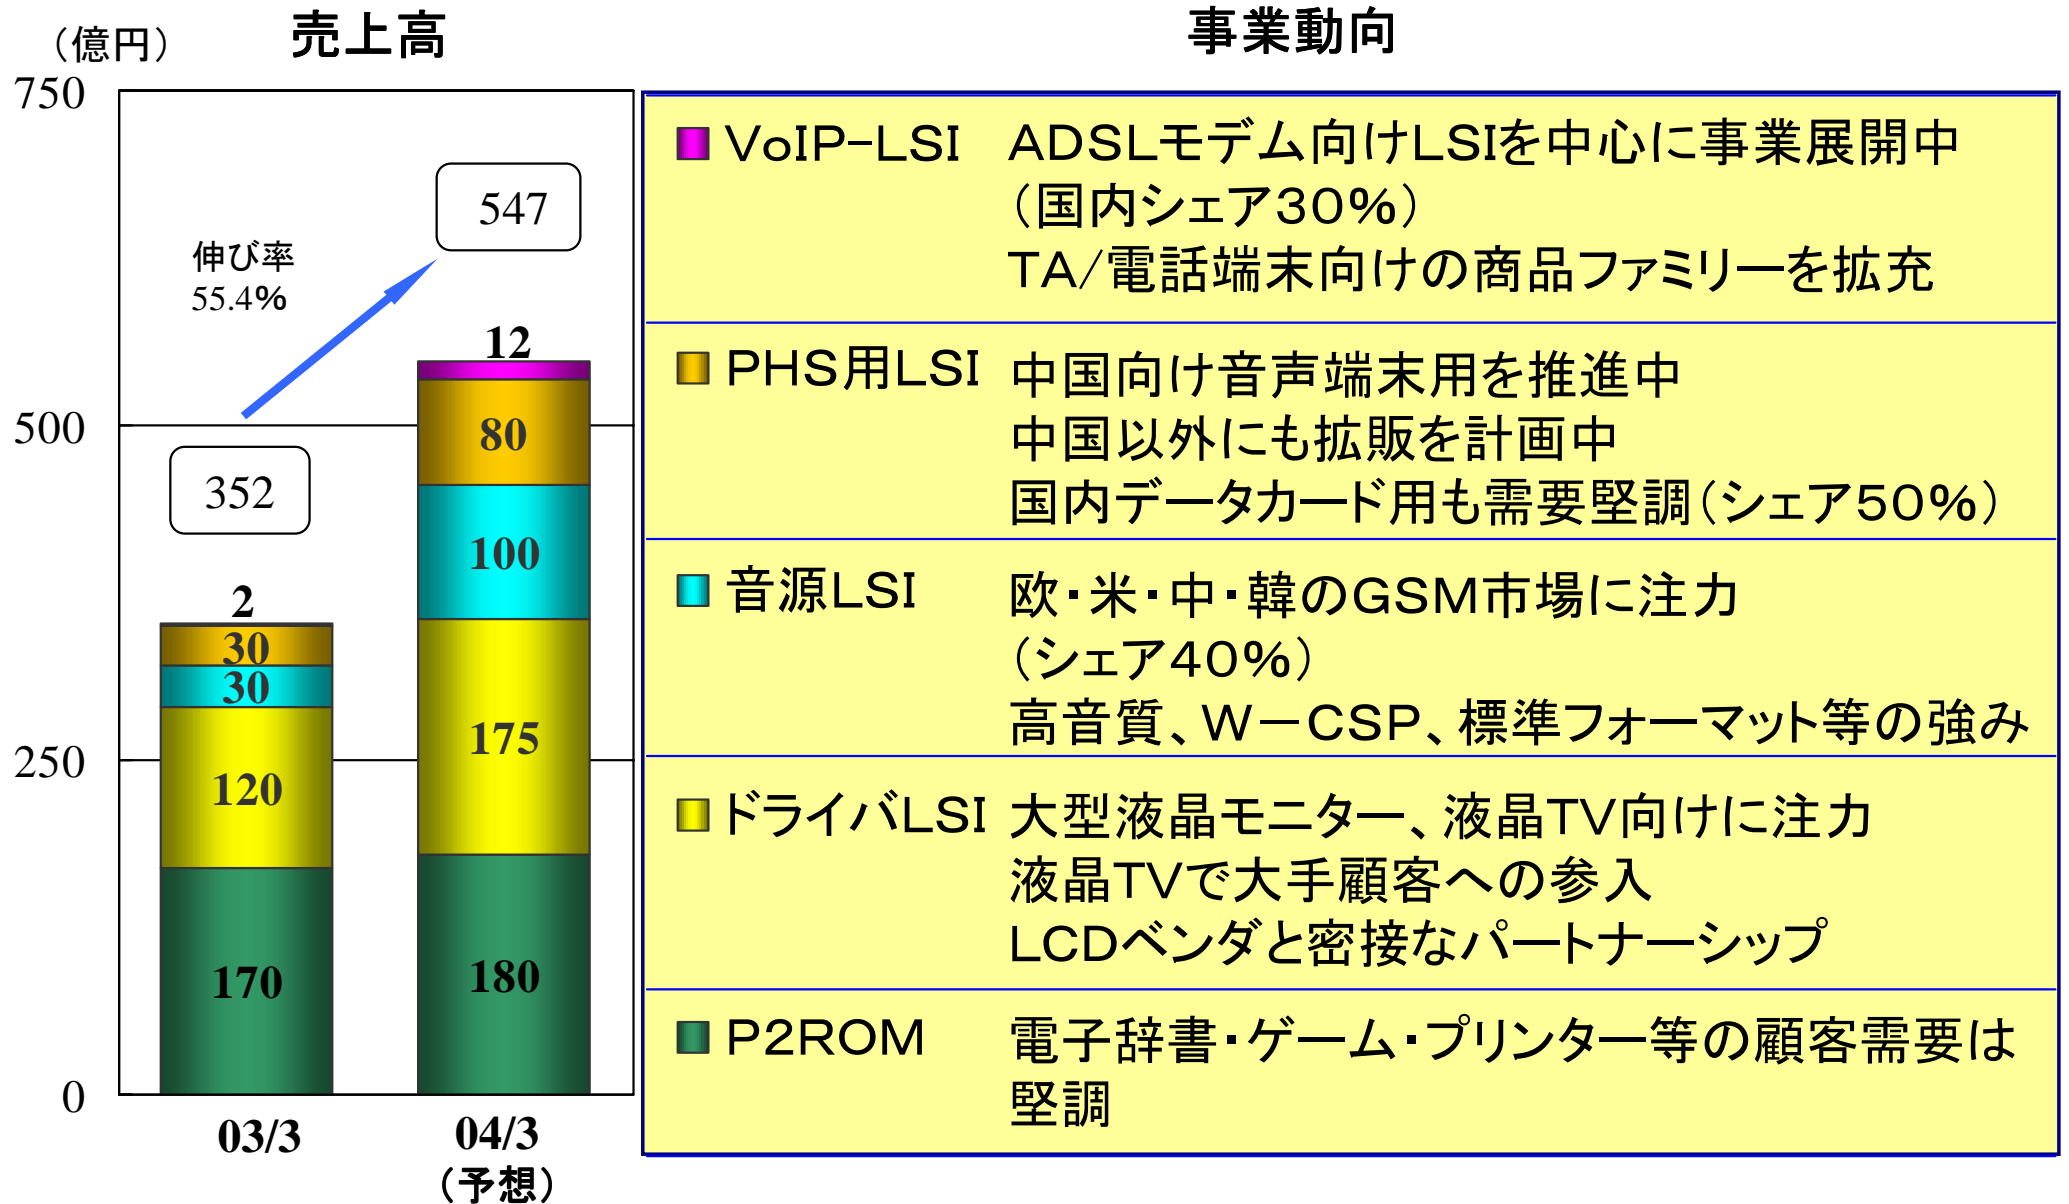 売上高
(億円)
750
500
250
0
伸び率
55.4%
352
547
2
30
30
120
170
12
80
100
175
180
03/3
04/3
(予想)
事業動向
VoIP-LSI ADSLモデム向けLSIを中心に事業展開中
(国内シェア30%)
TA/電話端末向けの商品ファミリーを拡充
PHS用LSI 中国向け音声端末用を推進中
中国以外にも拡販を計画中
国内データカード用も需要堅調(シェア50%)
音源LSI 欧・米・中・韓のGSM市場に注力
(シェア40%)
高音質、W-CSP、標準フォーマット等の強み
ドライバLSI 大型液晶モニター、液晶TV向けに注力
液晶TVで大手顧客への参入
LCDベンダと密接なパートナーシップ
P2ROM 電子辞書・ゲーム・プリンター等の顧客需要は
堅調